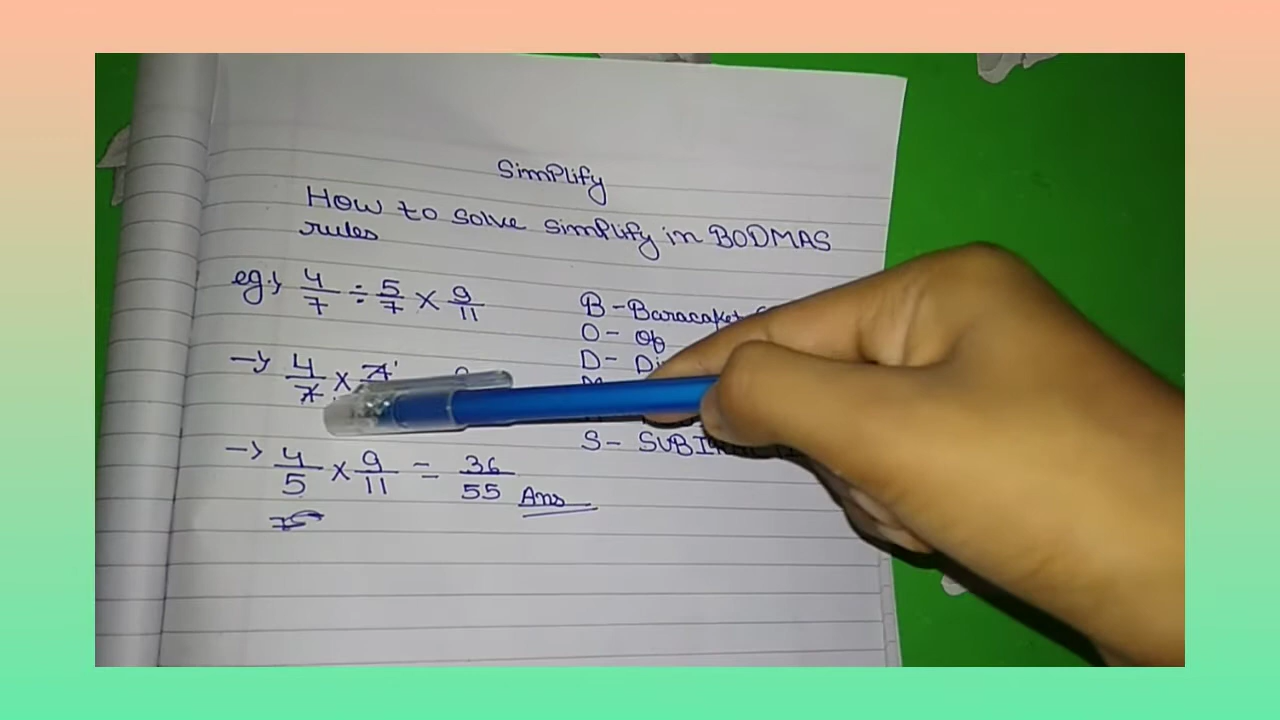 Simplify
How to solve simplify in BODMAS
rules
eg:→ 4/7 ÷ 5/7 × 9/11
B - Baracaket
O - Of
D - Di
→ 4/7 × 7
→ 4/5 × 9/11 = 36/55 Ans
S - SUB